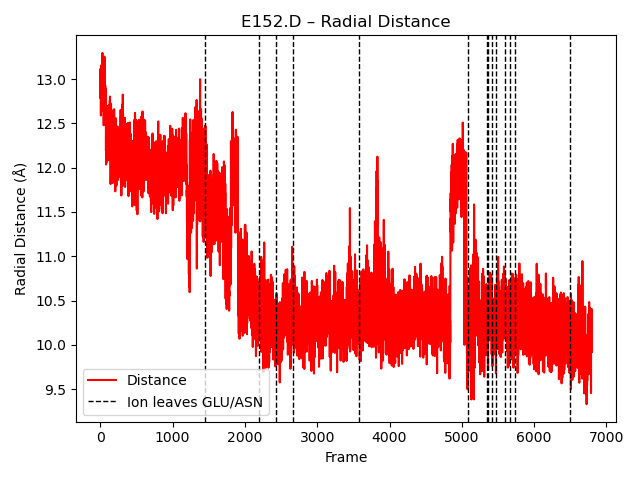 E152.D – Radial Distance
Radial Distance (Å)
13.0
12.5
12.0
11.5
11.0
10.5
10.0
9.5
Distance
Ion leaves GLU/ASN
0 1000 2000 3000 4000 5000 6000 7000
Frame